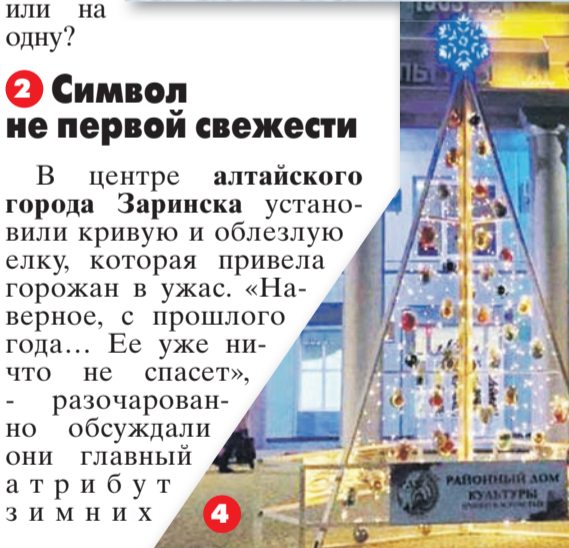 или на
одну?
2 Символ
не первой свежести
В центре алтайского
города Заринска устано-
вили кривую и облезлую
елку, которая привела
горожан в ужас. «На-
верное, с прошлого
года... Ее уже ни-
что не спасет»,
- разочарован-
но обсуждали
они главный
атрибут
зимних
4
РАЙОННЫЙ ДОМ
КУЛЬТУРЫ